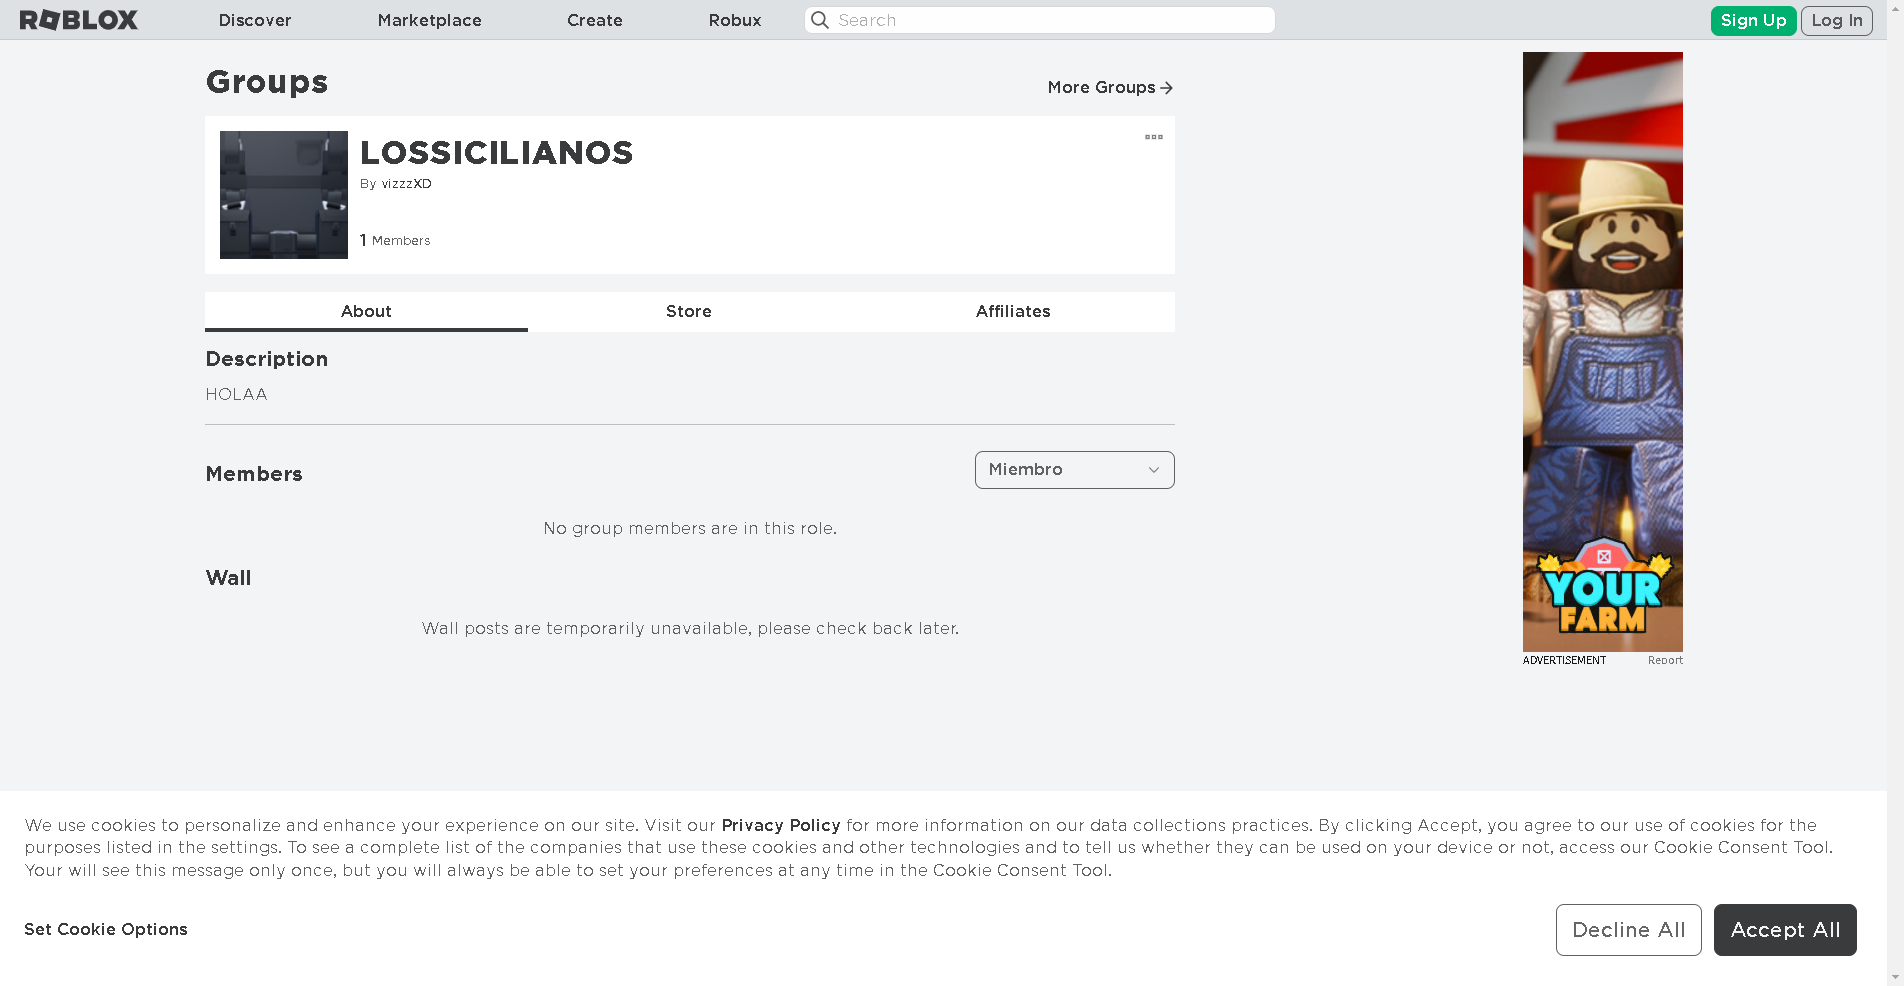 ROBLOX
Discover
Marketplace
Create
Robux
Search
Sign Up
Log In
Groups
More Groups
LOSSICILIANOS
By vizzzXD
1 Members
About
Store
Affiliates
Description
HOLAA
Members
Miembro
No group members are in this role.
Wall
Wall posts are temporarily unavailable, please check back later.
YOUR
FARM
ADVERTISEMENT
Report
We use cookies to personalize and enhance your experience on our site. Visit our Privacy Policy for more information on our data collections practices. By clicking Accept, you agree to our use of cookies for the
purposes listed in the settings. To see a complete list of the companies that use these cookies and other technologies and to tell us whether they can be used on your device or not, access our Cookie Consent Tool.
Your will see this message only once, but you will always be able to set your preferences at any time in the Cookie Consent Tool.
Set Cookie Options
Decline All
Accept All